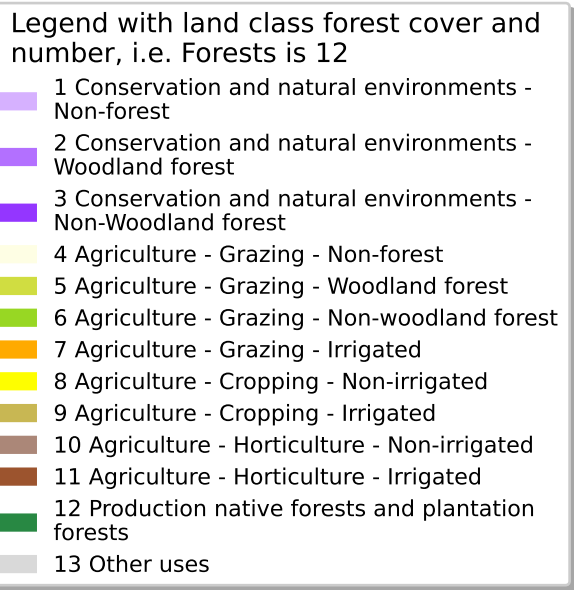 Legend with land class forest cover and
number, i.e. Forests is 12
1 Conservation and natural environments -
Non-forest
2 Conservation and natural environments -
Woodland forest
3 Conservation and natural environments -
Non-Woodland forest
4 Agriculture - Grazing - Non-forest
5 Agriculture - Grazing - Woodland forest
6 Agriculture - Grazing - Non-woodland forest
7 Agriculture - Grazing - Irrigated
8 Agriculture - Cropping - Non-irrigated
9 Agriculture - Cropping - Irrigated
10 Agriculture - Horticulture - Non-irrigated
11 Agriculture - Horticulture - Irrigated
12 Production native forests and plantation
forests
13 Other uses